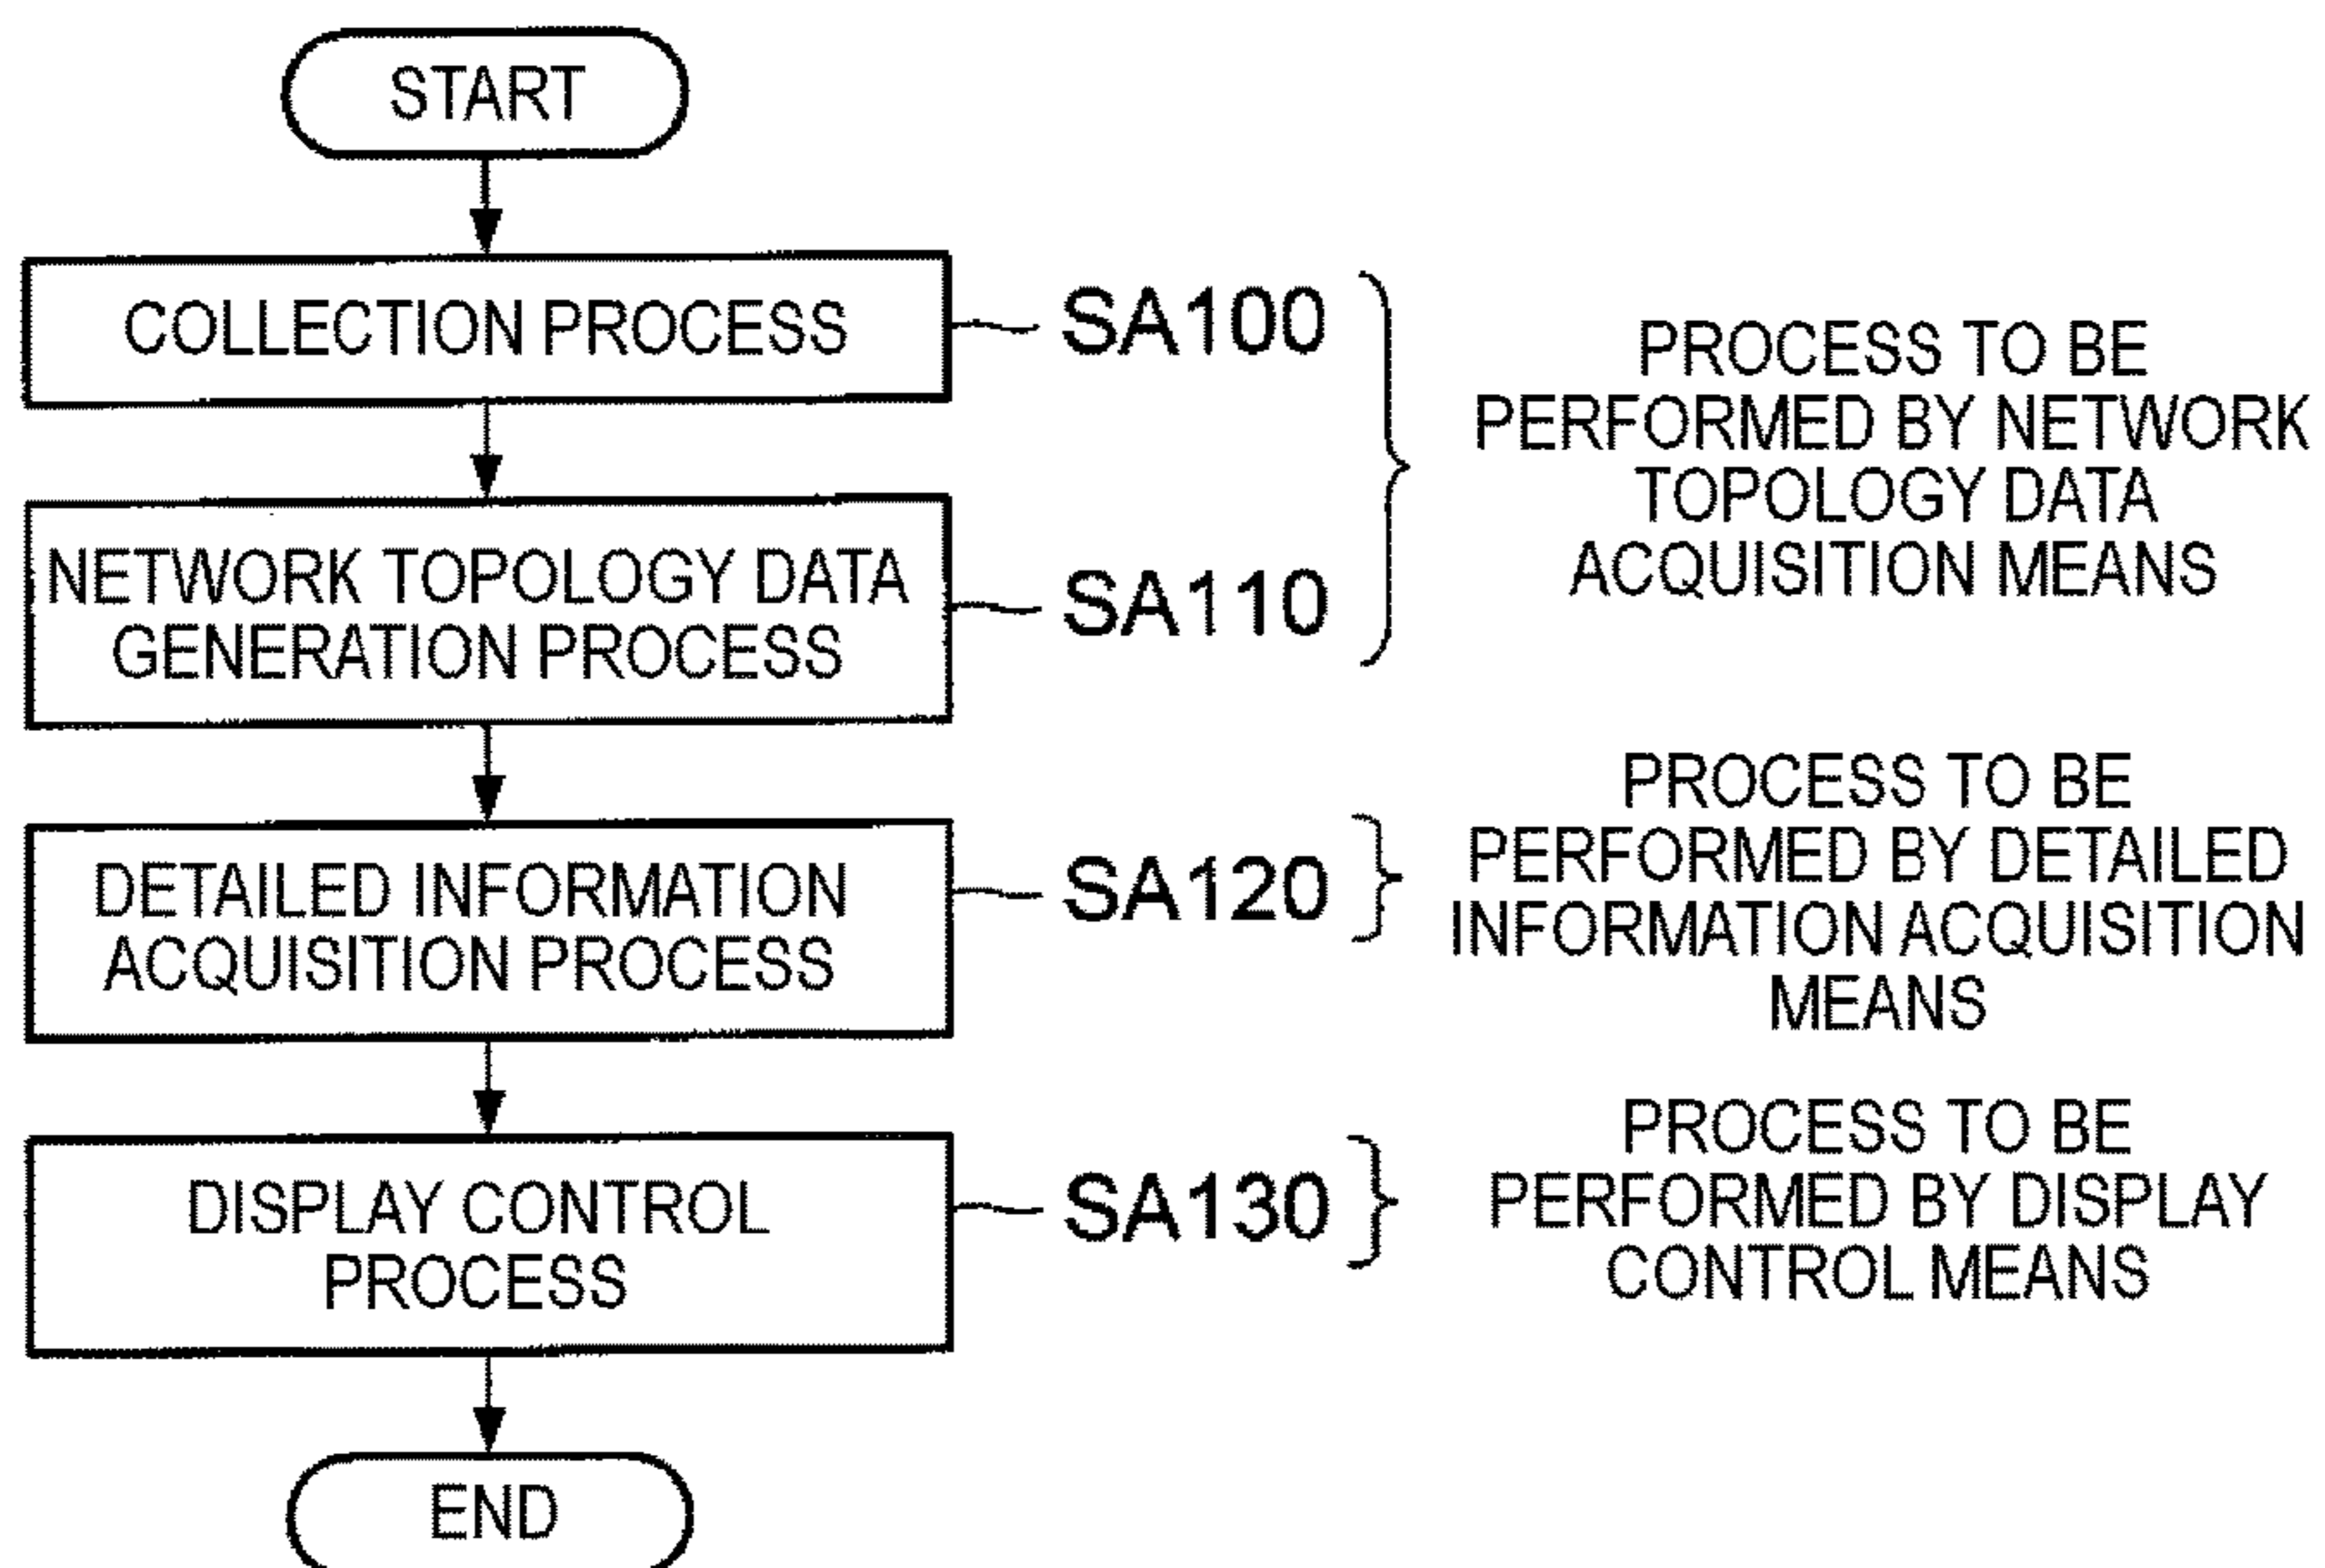 START
COLLECTION PROCESS
SA100
PROCESS TO BE
PERFORMED BY NETWORK
TOPOLOGY DATA
ACQUISITION MEANS
NETWORK TOPOLOGY DATA
GENERATION PROCESS
SA110
DETAILED INFORMATION
ACQUISITION PROCESS
SA120
PROCESS TO BE
PERFORMED BY DETAILED
INFORMATION ACQUISITION
MEANS
DISPLAY CONTROL
PROCESS
SA130
PROCESS TO BE
PERFORMED BY DISPLAY
CONTROL MEANS
END